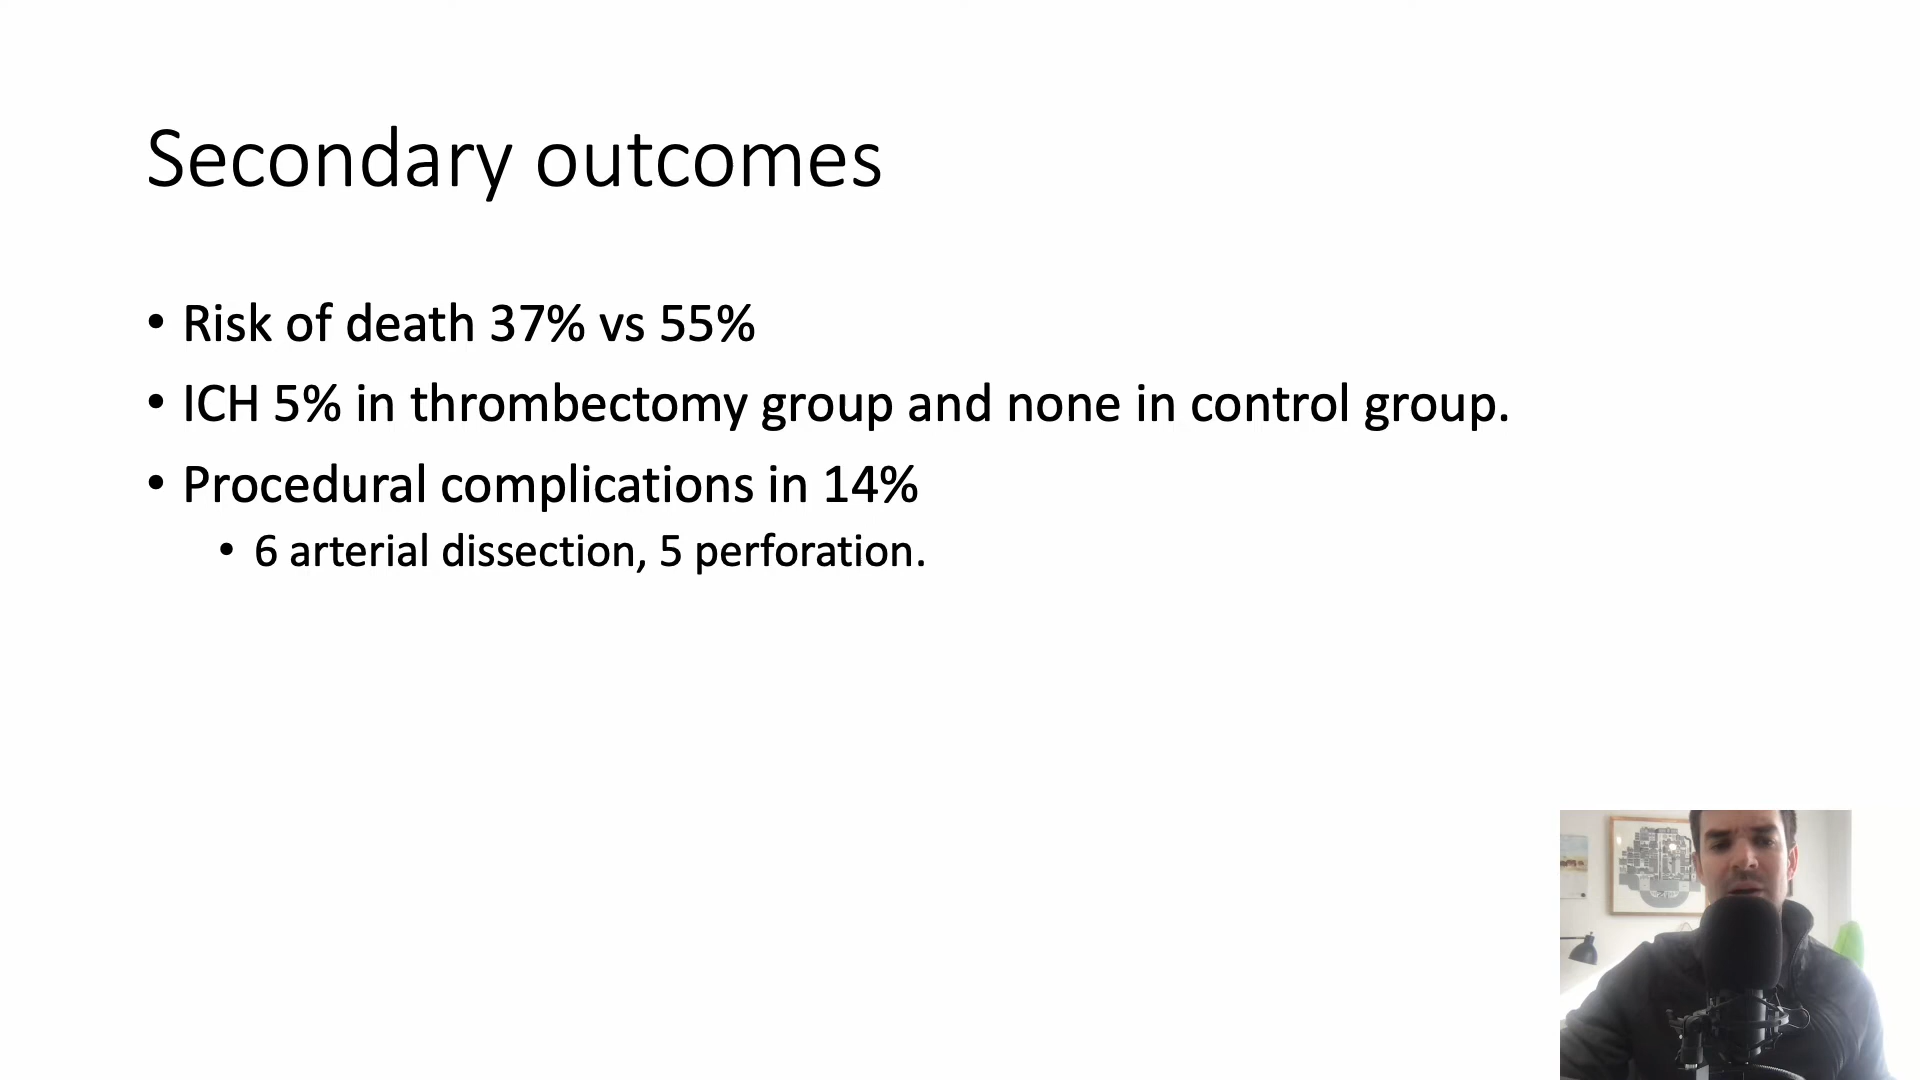 Secondary outcomes
• Risk of death 37% vs 55%
• ICH 5% in thrombectomy group and none in control group.
• Procedural complications in 14%
• 6 arterial dissection, 5 perforation.